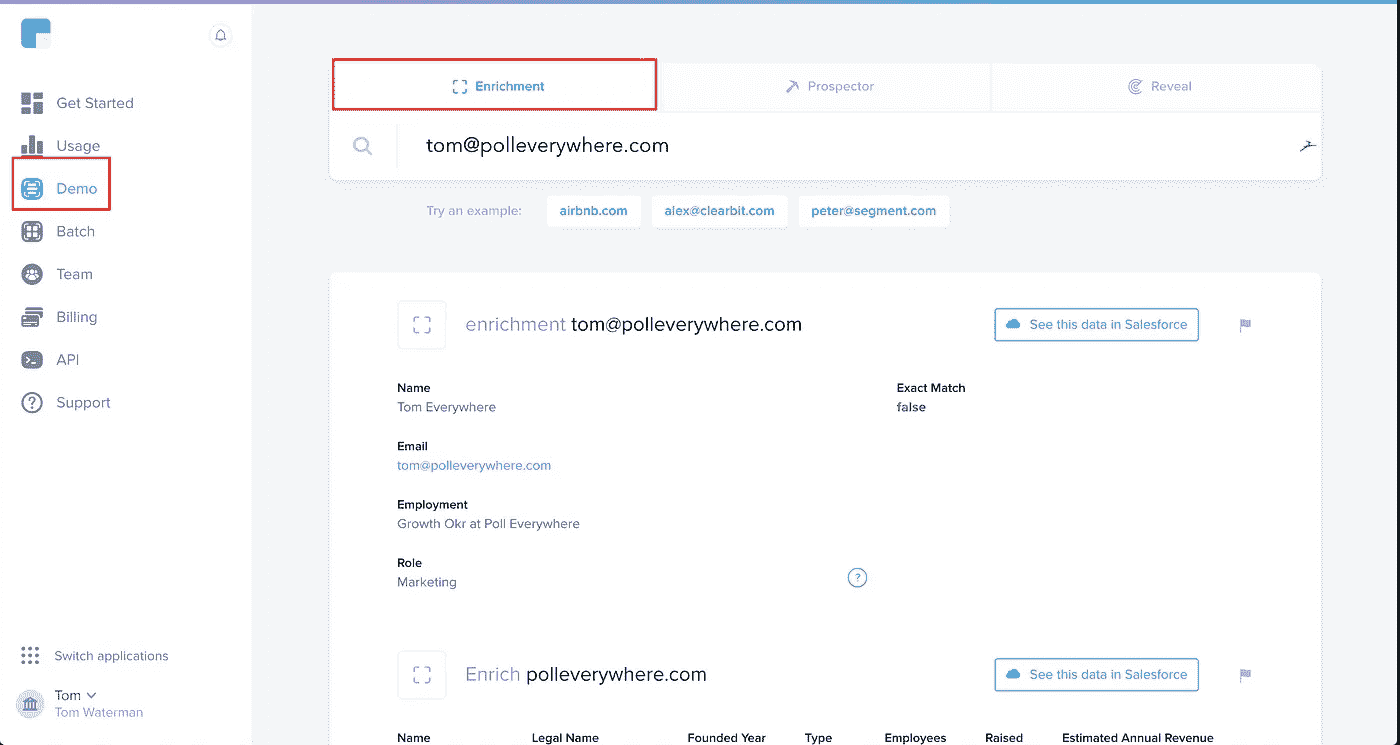 Get Started
Usage
Demo
Batch
Team
Billing
API
Support
Switch applications
Tom
Tom Waterman
Enrichment Prospector Reveal
tom@polleverywhere.com
Try an example: airbnb.com alex@clearbit.com peter@segment.com
enrichment tom@polleverywhere.com See this data in Salesforce
Name Exact Match
Tom Everywhere false
Email
tom@polleverywhere.com
Employment
Growth Okr at Poll Everywhere
Role
Marketing ?
Enrich polleverywhere.com See this data in Salesforce
Name Legal Name Founded Year Type Employees Raised Estimated Annual Revenue